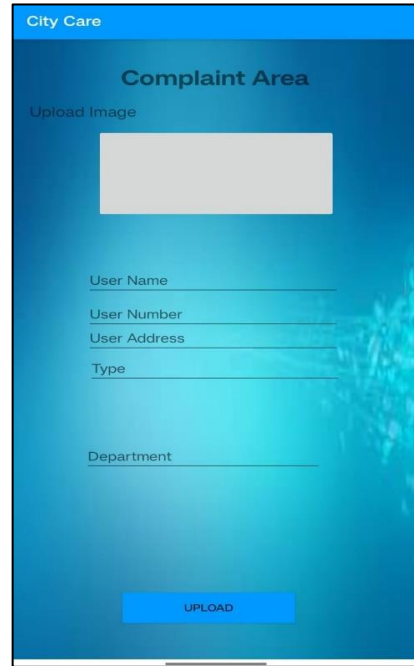 City Care
Complaint Area
Upload Image
User Name
User Number
User Address
Type
Department
UPLOAD